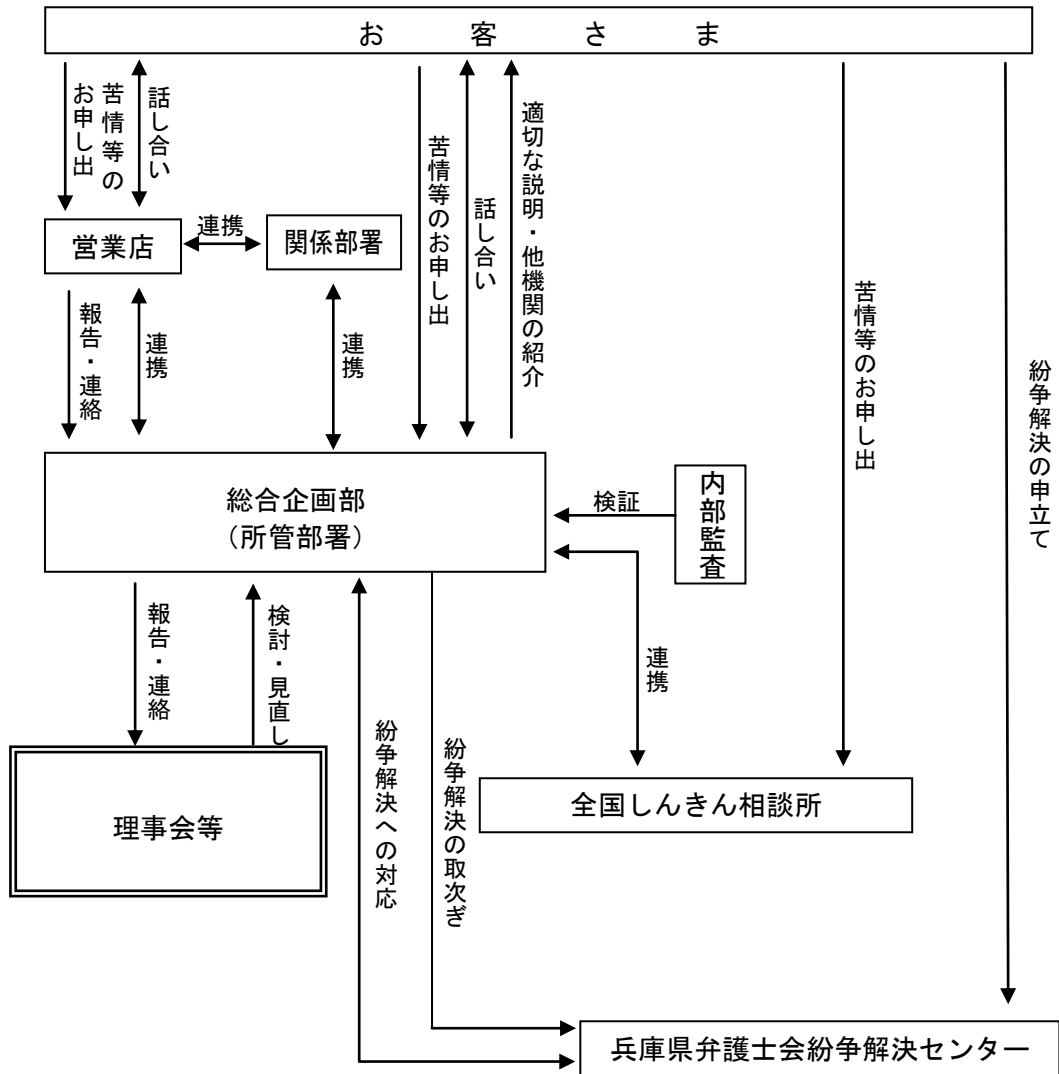 お客さま
苦情等の
お申し出
話し合い
苦情等のお申し出
話し合い
適切な説明・他機関の紹介
苦情等のお申し出
紛争解決の申立て
営業店
連携
関係部署
報告・連絡
連携
連携
総合企画部
（所管部署）
検証
内部監査
報告・連絡
検討・見直し
紛争解決への対応
紛争解決の取次ぎ
連携
理事会等
全国しんきん相談所
兵庫県弁護士会紛争解決センター